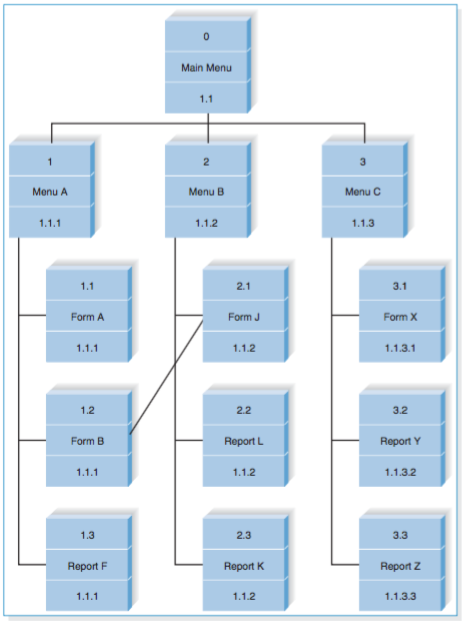 0
Main Menu
1.1
1
Menu A
1.1.1
2
Menu B
1.1.2
3
Menu C
1.1.3
1.1
Form A
1.1.1
2.1
Form J
1.1.2
3.1
Form X
1.1.3.1
1.2
Form B
1.1.1
2.2
Report L
1.1.2
3.2
Report Y
1.1.3.2
1.3
Report F
1.1.1
2.3
Report K
1.1.2
3.3
Report Z
1.1.3.3